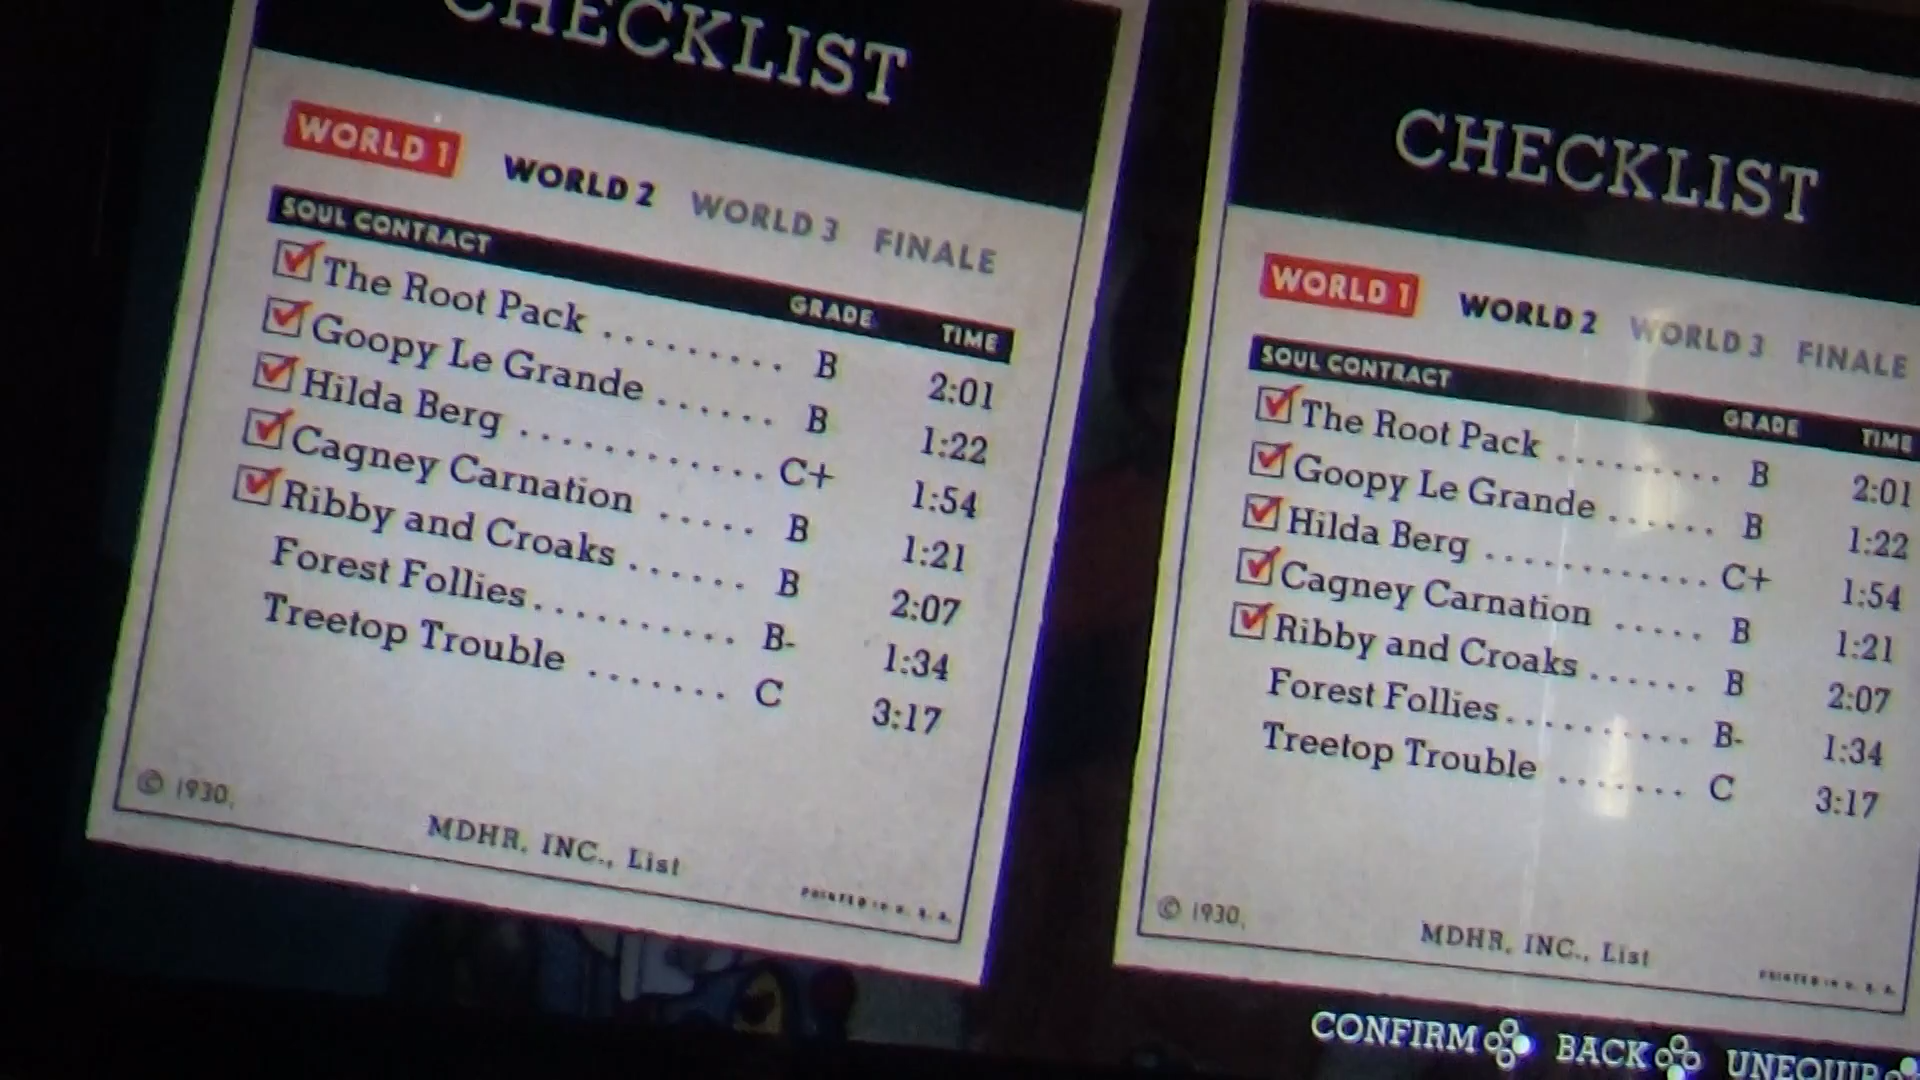 CHECKLIST
WORLD 1 WORLD 2 WORLD 3 FINALE
SOUL CONTRACT GRADE TIME
The Root Pack ......... B 2:01
Goopy Le Grande ...... B 1:22
Hilda Berg ............ C+ 1:54
Cagney Carnation ..... B 1:21
Ribby and Croaks ...... B 2:07
Forest Follies.......... B- 1:34
Treetop Trouble ....... C 3:17
© 1930,
MDHR, INC., List
PRINTED IN U. S. A.
CHECKLIST
WORLD 1 WORLD 2 WORLD 3 FINALE
SOUL CONTRACT GRADE TIME
The Root Pack ......... B 2:01
Goopy Le Grande ...... B 1:22
Hilda Berg ............ C+ 1:54
Cagney Carnation ..... B 1:21
Ribby and Croaks ...... B 2:07
Forest Follies.......... B- 1:34
Treetop Trouble ....... C 3:17
© 1930,
MDHR, INC., List
PRINTED IN U. S. A.
CONFIRM BACK UNEQUIP